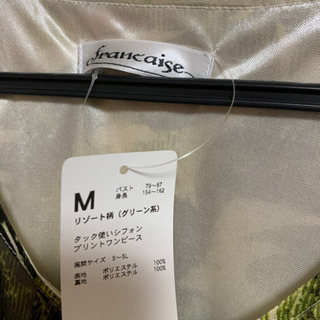 francaise
M
バスト 79~87
身長 154~162
リゾート柄（グリーン系）
タック使いシフォン
プリントワンピース
展開サイズ S~5L
表地 ポリエステル 100%
裏地 ポリエステル 100%